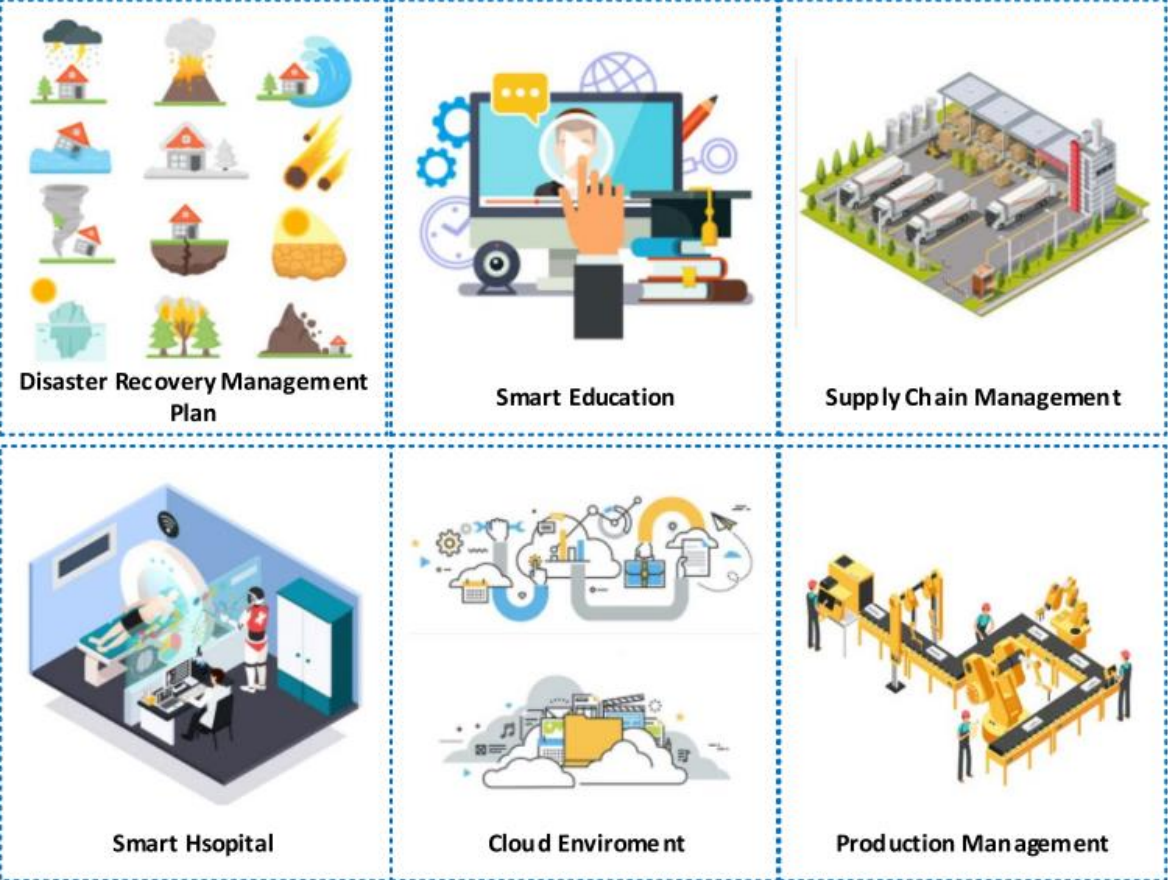 Disaster Recovery Management
Plan
Smart Education
Supply Chain Management
Smart Hsopital
Cloud Enviroment
Production Management